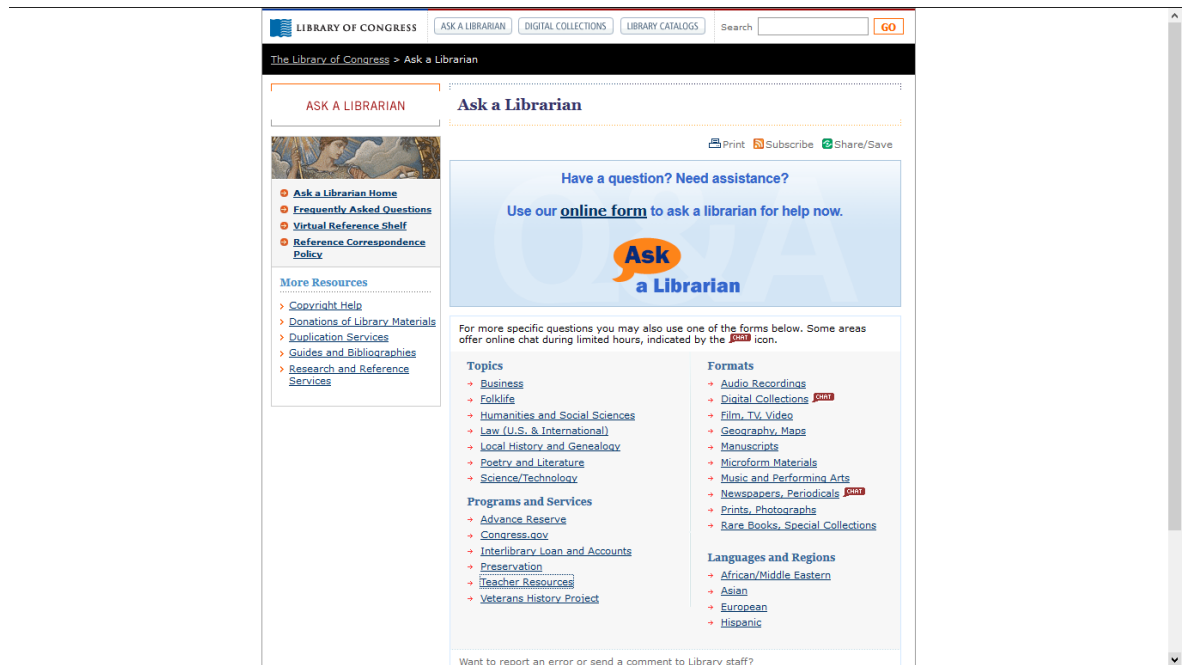 LIBRARY OF CONGRESS
ASK A LIBRARIAN
DIGITAL COLLECTIONS
LIBRARY CATALOGS
Search
GO
The Library of Congress > Ask a Librarian
ASK A LIBRARIAN
Ask a Librarian Home
Frequently Asked Questions
Virtual Reference Shelf
Reference Correspondence
Policy
More Resources
Copyright Help
Donations of Library Materials
Duplication Services
Guides and Bibliographies
Research and Reference
Services
Ask a Librarian
Print Subscribe Share/Save
Q&A
Have a question? Need assistance?
Use our online form to ask a librarian for help now.
Ask
a Librarian
For more specific questions you may also use one of the forms below. Some areas
offer online chat during limited hours, indicated by the CHAT icon.
Topics
Business
Folklife
Humanities and Social Sciences
Law (U.S. & International)
Local History and Genealogy
Poetry and Literature
Science/Technology
Programs and Services
Advance Reserve
Congress.gov
Interlibrary Loan and Accounts
Preservation
Teacher Resources
Veterans History Project
Formats
Audio Recordings
Digital Collections CHAT
Film, TV, Video
Geography, Maps
Manuscripts
Microform Materials
Music and Performing Arts
Newspapers, Periodicals CHAT
Prints, Photographs
Rare Books, Special Collections
Languages and Regions
African/Middle Eastern
Asian
European
Hispanic
Want to report an error or send a comment to Library staff?